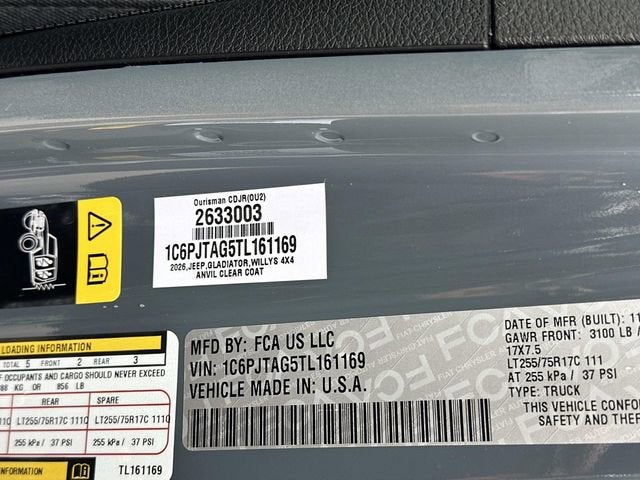 Ourisman CDJR(OU2)
2633003
1C6PJTAG5TL161169
2026,JEEP,GLADIATOR,WILLYS 4X4
ANVIL CLEAR COAT
LOADING INFORMATION
TOTAL 5 FRONT 2 REAR 3
OF OCCUPANTS AND CARGO SHOULD NEVER EXCEED
KG OR 856 LB
REAR SPARE
LT255/75R17C 111Q LT255/75R17C 111Q
255 kPa / 37 PSI 255 kPa / 37 PSI
INFORMATION
TL161169
MFD BY: FCA US LLC
VIN: 1C6PJTAG5TL161169
VEHICLE MADE IN: U.S.A.
DATE OF MFR (BUILT): 11
GAWR FRONT: 3100 LB
17X7.5
LT255/75R17C 111
AT 255 kPa / 37 PSI
TYPE: TRUCK
THIS VEHICLE CONF
SAFETY AND THEF